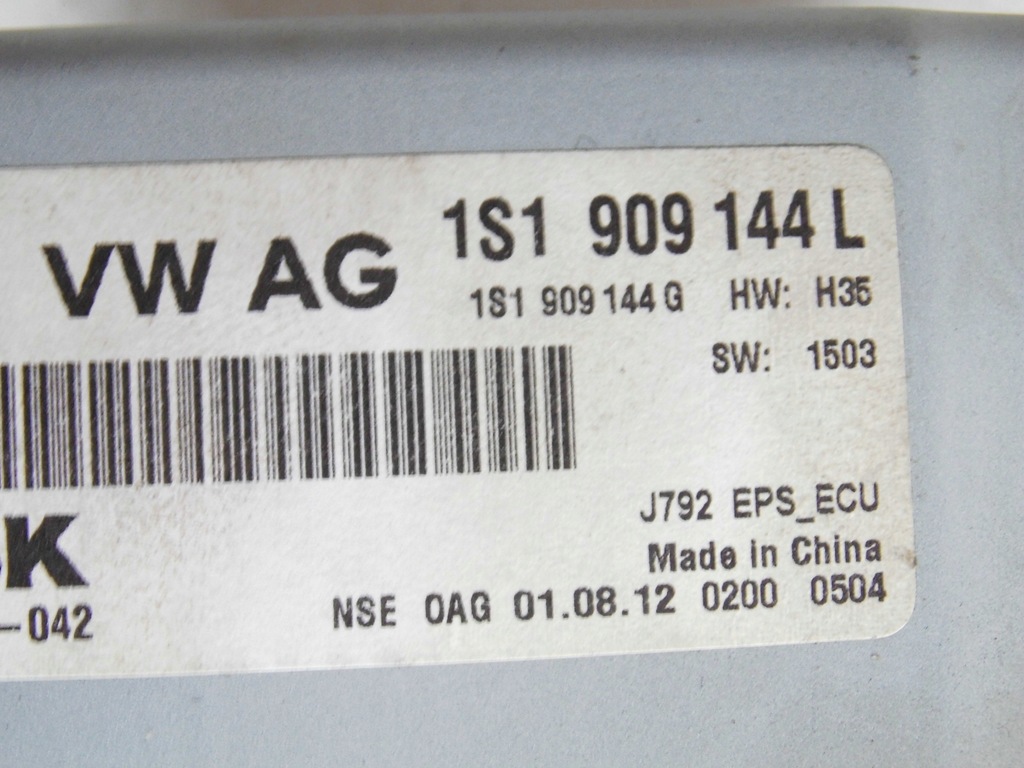 VW AG 1S1 909 144 L
1S1 909 144 G HW: H35
SW: 1503
J792 EPS_ECU
K Made in China
-042 NSE 0AG 01.08.12 0200 0504